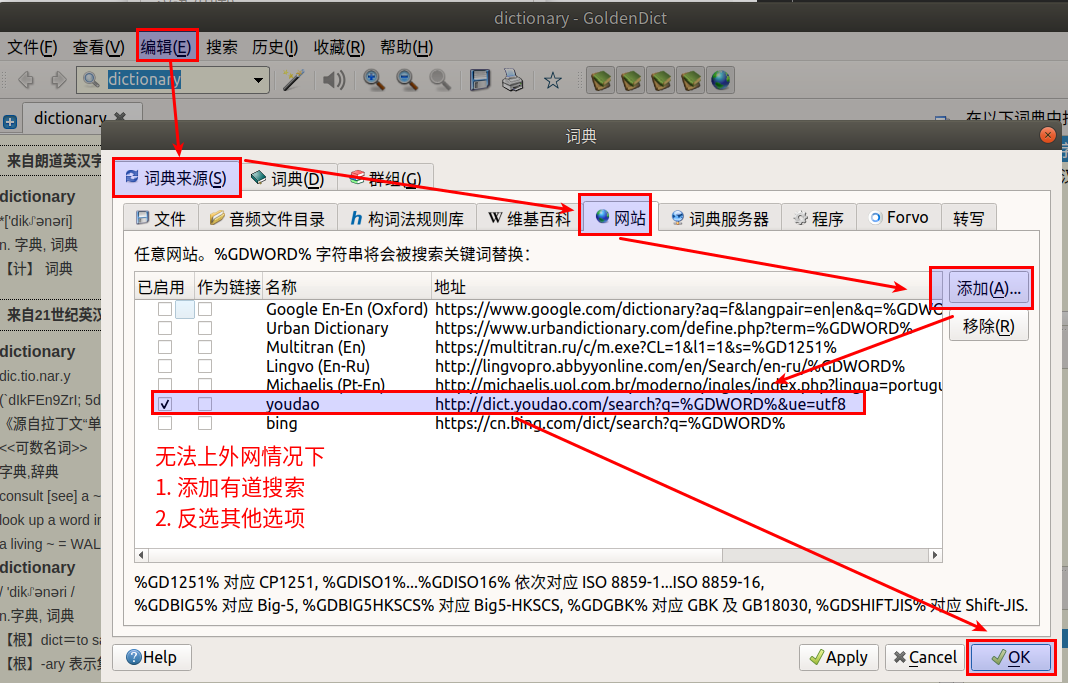 dictionary - GoldenDict
文件(F) 查看(V) 编辑(E) 搜索 历史(I) 收藏(R) 帮助(H)
dictionary
dictionary
在以下词典中找
词典
来自朗道英汉字
词典来源(S) 词典(D) 群组(G)
dictionary
文件 音频文件目录 构词法规则库 维基百科 网站 词典服务器 程序 Forvo 转写
n. 字典, 词典
任意网站。%GDWORD% 字符串将会被搜索关键词替换：
【计】 词典
已启用 作为链接 名称 地址
Google En-En (Oxford) https://www.google.com/dictionary?aq=f&langpair=en|en&q=%GDWO
添加(A)...
来自21世纪英汉
Urban Dictionary https://www.urbandictionary.com/define.php?term=%GDWORD%
移除(R)
Multitran (En) https://multitran.ru/c/m.exe?CL=1&l1=1&s=%GD1251%
dictionary
Lingvo (En-Ru) http://lingvopro.abbyyonline.com/en/Search/en-ru/%GDWORD%
dic.tio.nar.y
Michaelis (Pt-En) http://michaelis.uol.com.br/moderno/ingles/index.php?lingua=portugu
(`dIkFEn9ZrI; 5d
youdao http://dict.youdao.com/search?q=%GDWORD%&ue=utf8
《源自拉丁文“单
bing https://cn.bing.com/dict/search?q=%GDWORD%
<<可数名词>>
无法上外网情况下
字典,辞典
1. 添加有道搜索
consult [see] a ~
2. 反选其他选项
look up a word in
a living ~ = WAL
dictionary
%GD1251% 对应 CP1251, %GDISO1%...%GDISO16% 依次对应 ISO 8859-1...ISO 8859-16,
%GDBIG5% 对应 Big-5, %GDBIG5HKSCS% 对应 Big5-HKSCS, %GDGBK% 对应 GBK 及 GB18030, %GDSHIFTJIS% 对应 Shift-JIS.
n.字典, 词典
【根】dict＝to sa
【根】-ary 表示集
Help Apply Cancel OK